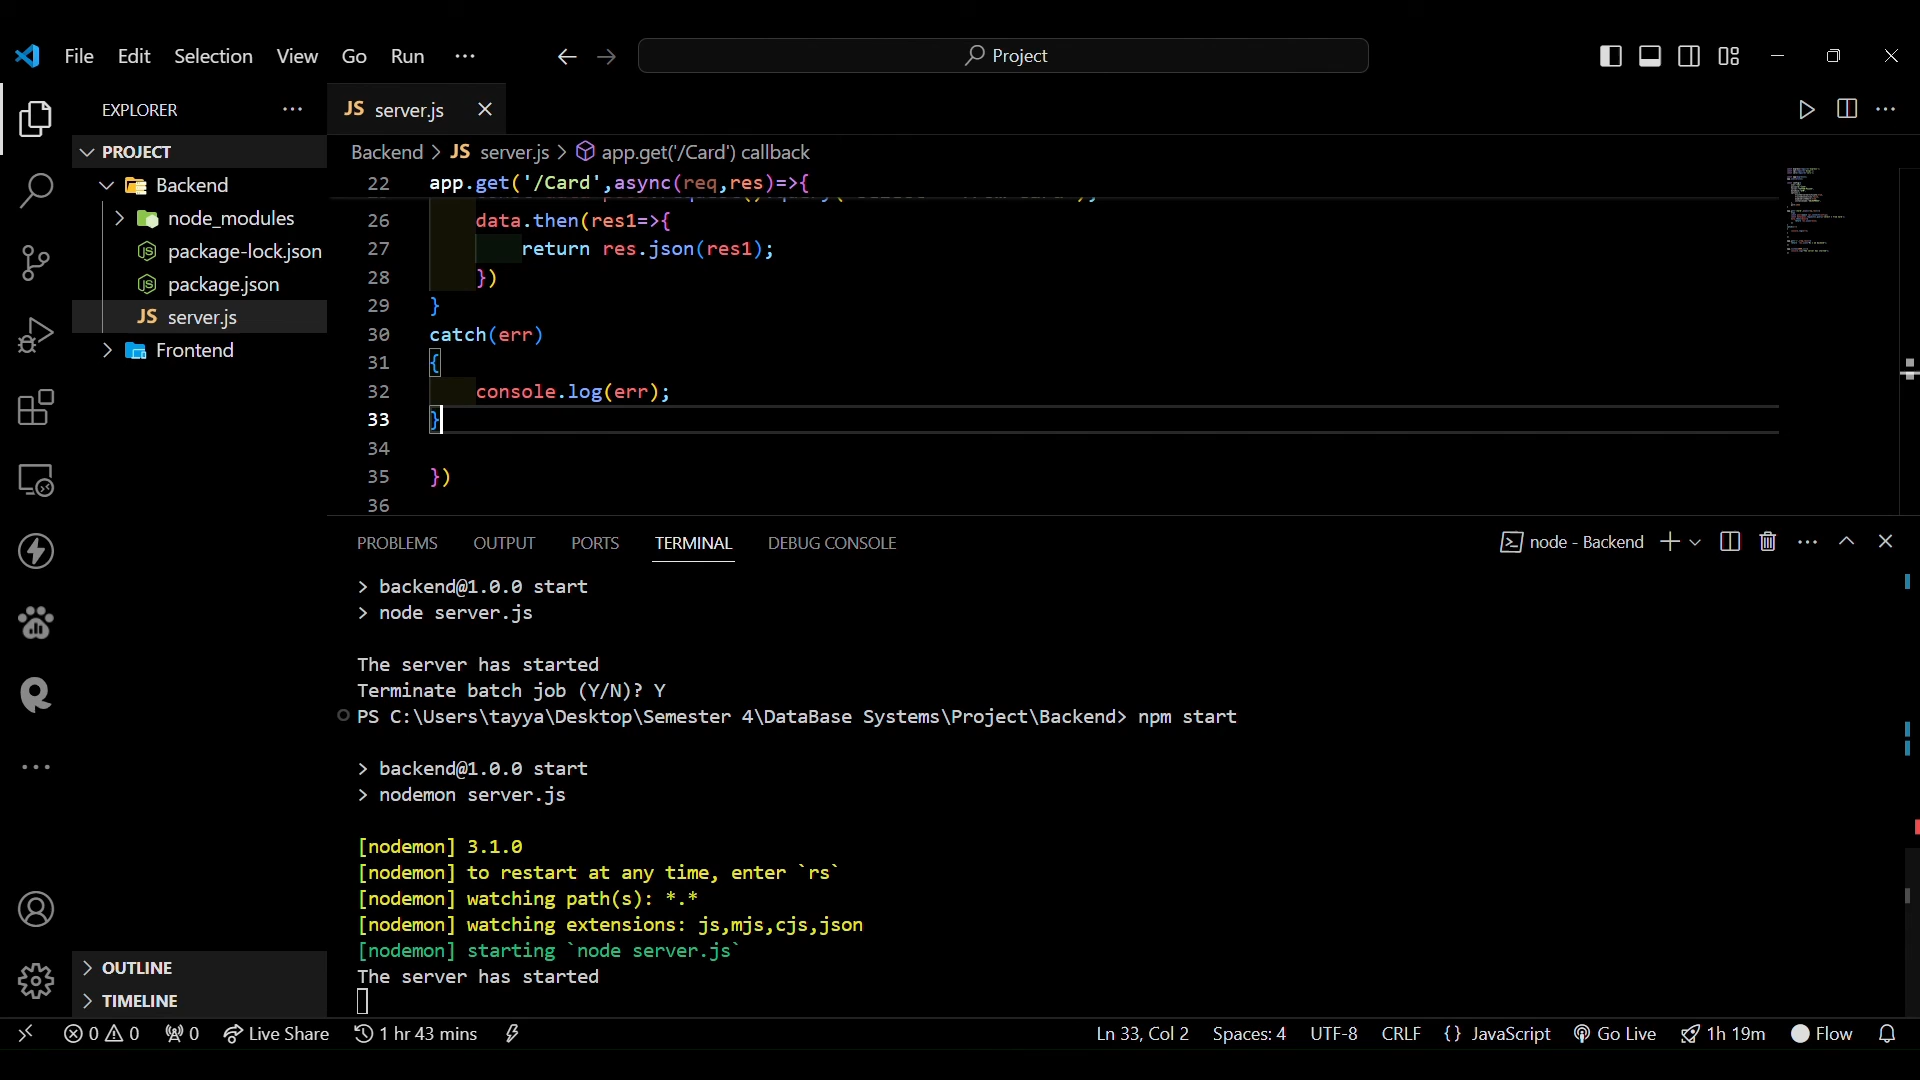 File Edit Selection View Go Run ··· Project
EXPLORER ···
JS server.js
PROJECT
Backend > JS server.js > app.get('/Card') callback
Backend
node_modules
package-lock.json
package.json
JS server.js
Frontend
22 app.get('/Card',async(req,res)=>{
26 data.then(res1=>{
27 return res.json(res1);
28 })
29 }
30 catch(err)
31 {
32 console.log(err);
33 }
34
35 })
36
PROBLEMS OUTPUT PORTS TERMINAL DEBUG CONSOLE node - Backend
> backend@1.0.0 start
> node server.js
The server has started
Terminate batch job (Y/N)? Y
PS C:\Users\tayya\Desktop\Semester 4\DataBase Systems\Project\Backend> npm start
> backend@1.0.0 start
> nodemon server.js
[nodemon] 3.1.0
[nodemon] to restart at any time, enter `rs`
[nodemon] watching path(s): *.*
[nodemon] watching extensions: js,mjs,cjs,json
[nodemon] starting `node server.js`
The server has started
OUTLINE
TIMELINE
0 0 0 Live Share 1 hr 43 mins Ln 33, Col 2 Spaces: 4 UTF-8 CRLF {} JavaScript Go Live 1h 19m Flow